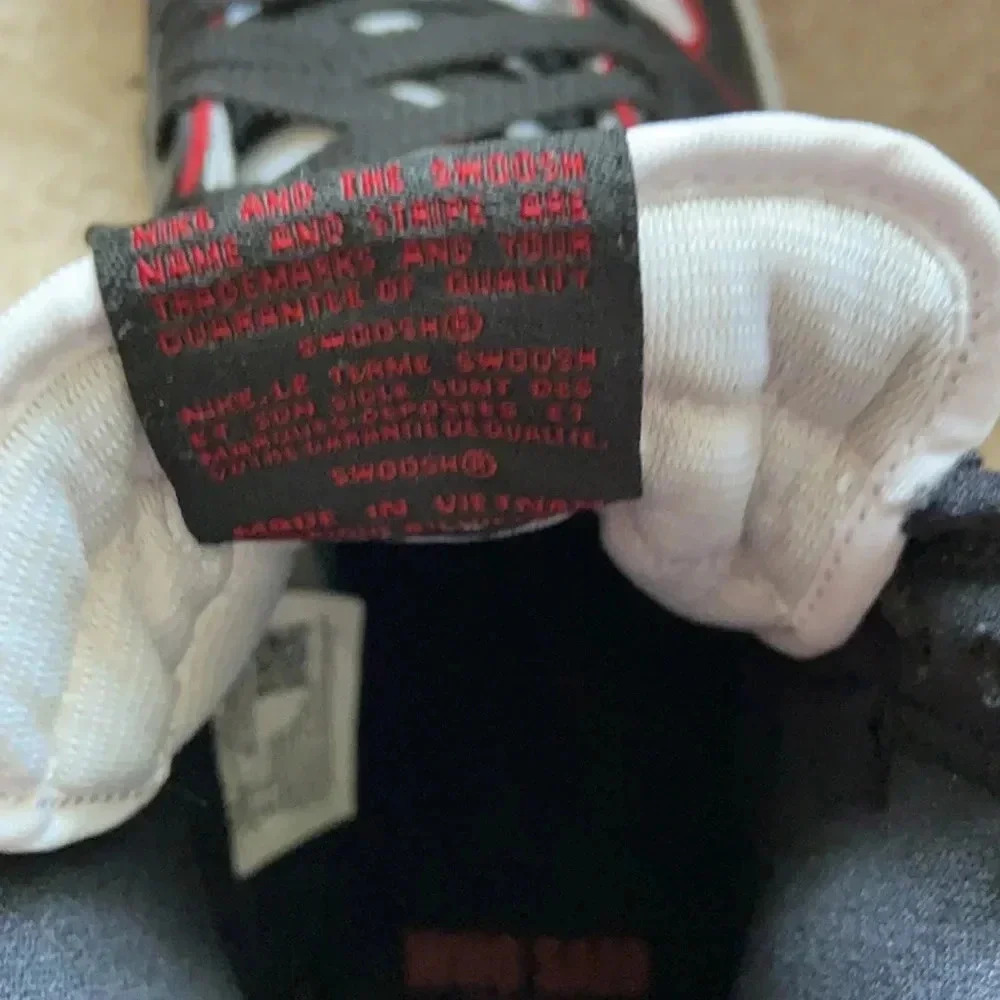 NIKE AND THE SWOOSH
NAME AND STRIPE ARE
TRADEMARKS AND YOUR
GUARANTEE OF QUALITY
SWOOSH®
NIKE.LE TERME SWOOSH
ET SON SIGLE SONT DES
MARQUES DEPOSTES ET
VOTRE GARANTIE DE QUALITE.
SWOOSH®
MADE IN VIETNAM